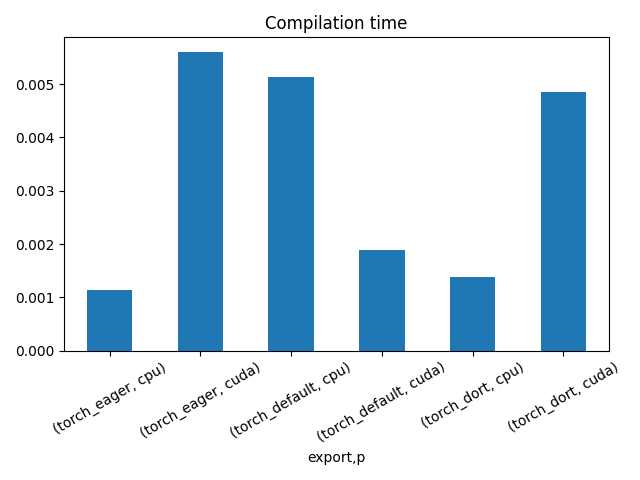 Compilation time
0.005
0.004
0.003
0.002
0.001
0.000
(torch_eager, cpu)
(torch_eager, cuda)
(torch_default, cpu)
(torch_default, cuda)
(torch_dort, cpu)
(torch_dort, cuda)
export,p